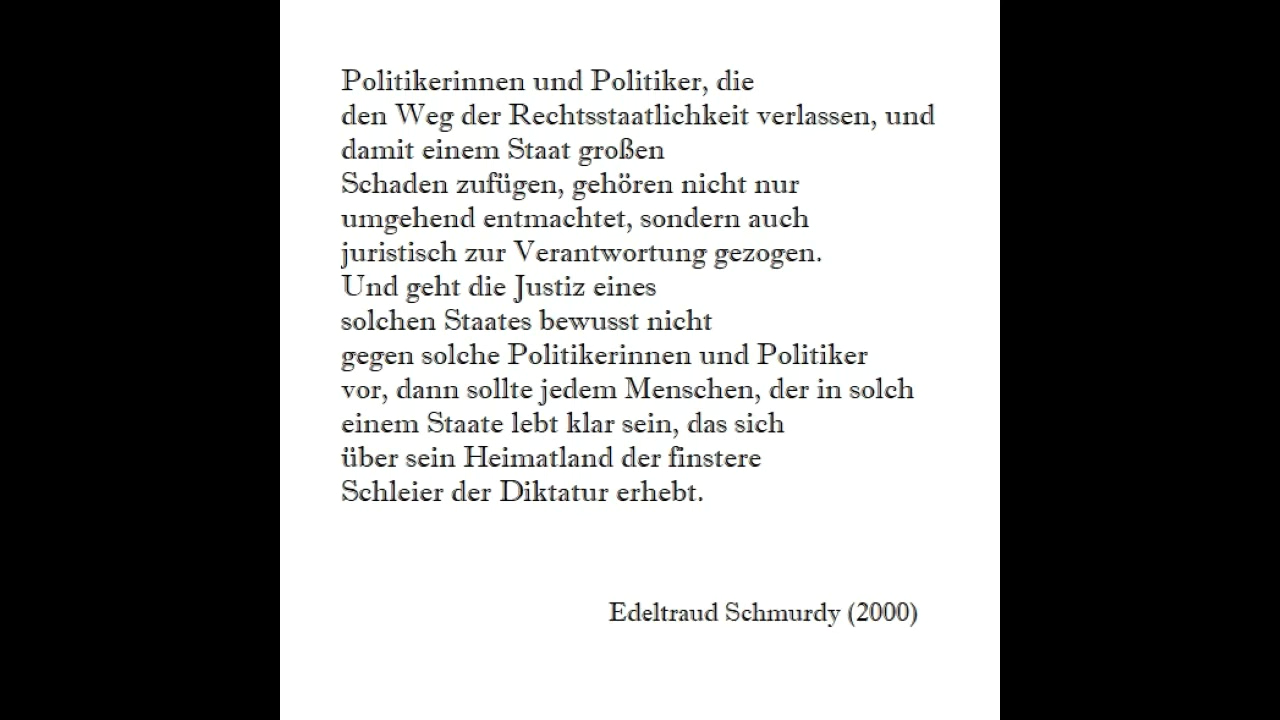 Politikerinnen und Politiker, die
den Weg der Rechtsstaatlichkeit verlassen, und
damit einem Staat großen
Schaden zufügen, gehören nicht nur
umgehend entmachtet, sondern auch
juristisch zur Verantwortung gezogen.
Und geht die Justiz eines
solchen Staates bewusst nicht
gegen solche Politikerinnen und Politiker
vor, dann sollte jedem Menschen, der in solch
einem Staate lebt klar sein, das sich
über sein Heimatland der finstere
Schleier der Diktatur erhebt.
Edeltraud Schmurdy (2000)